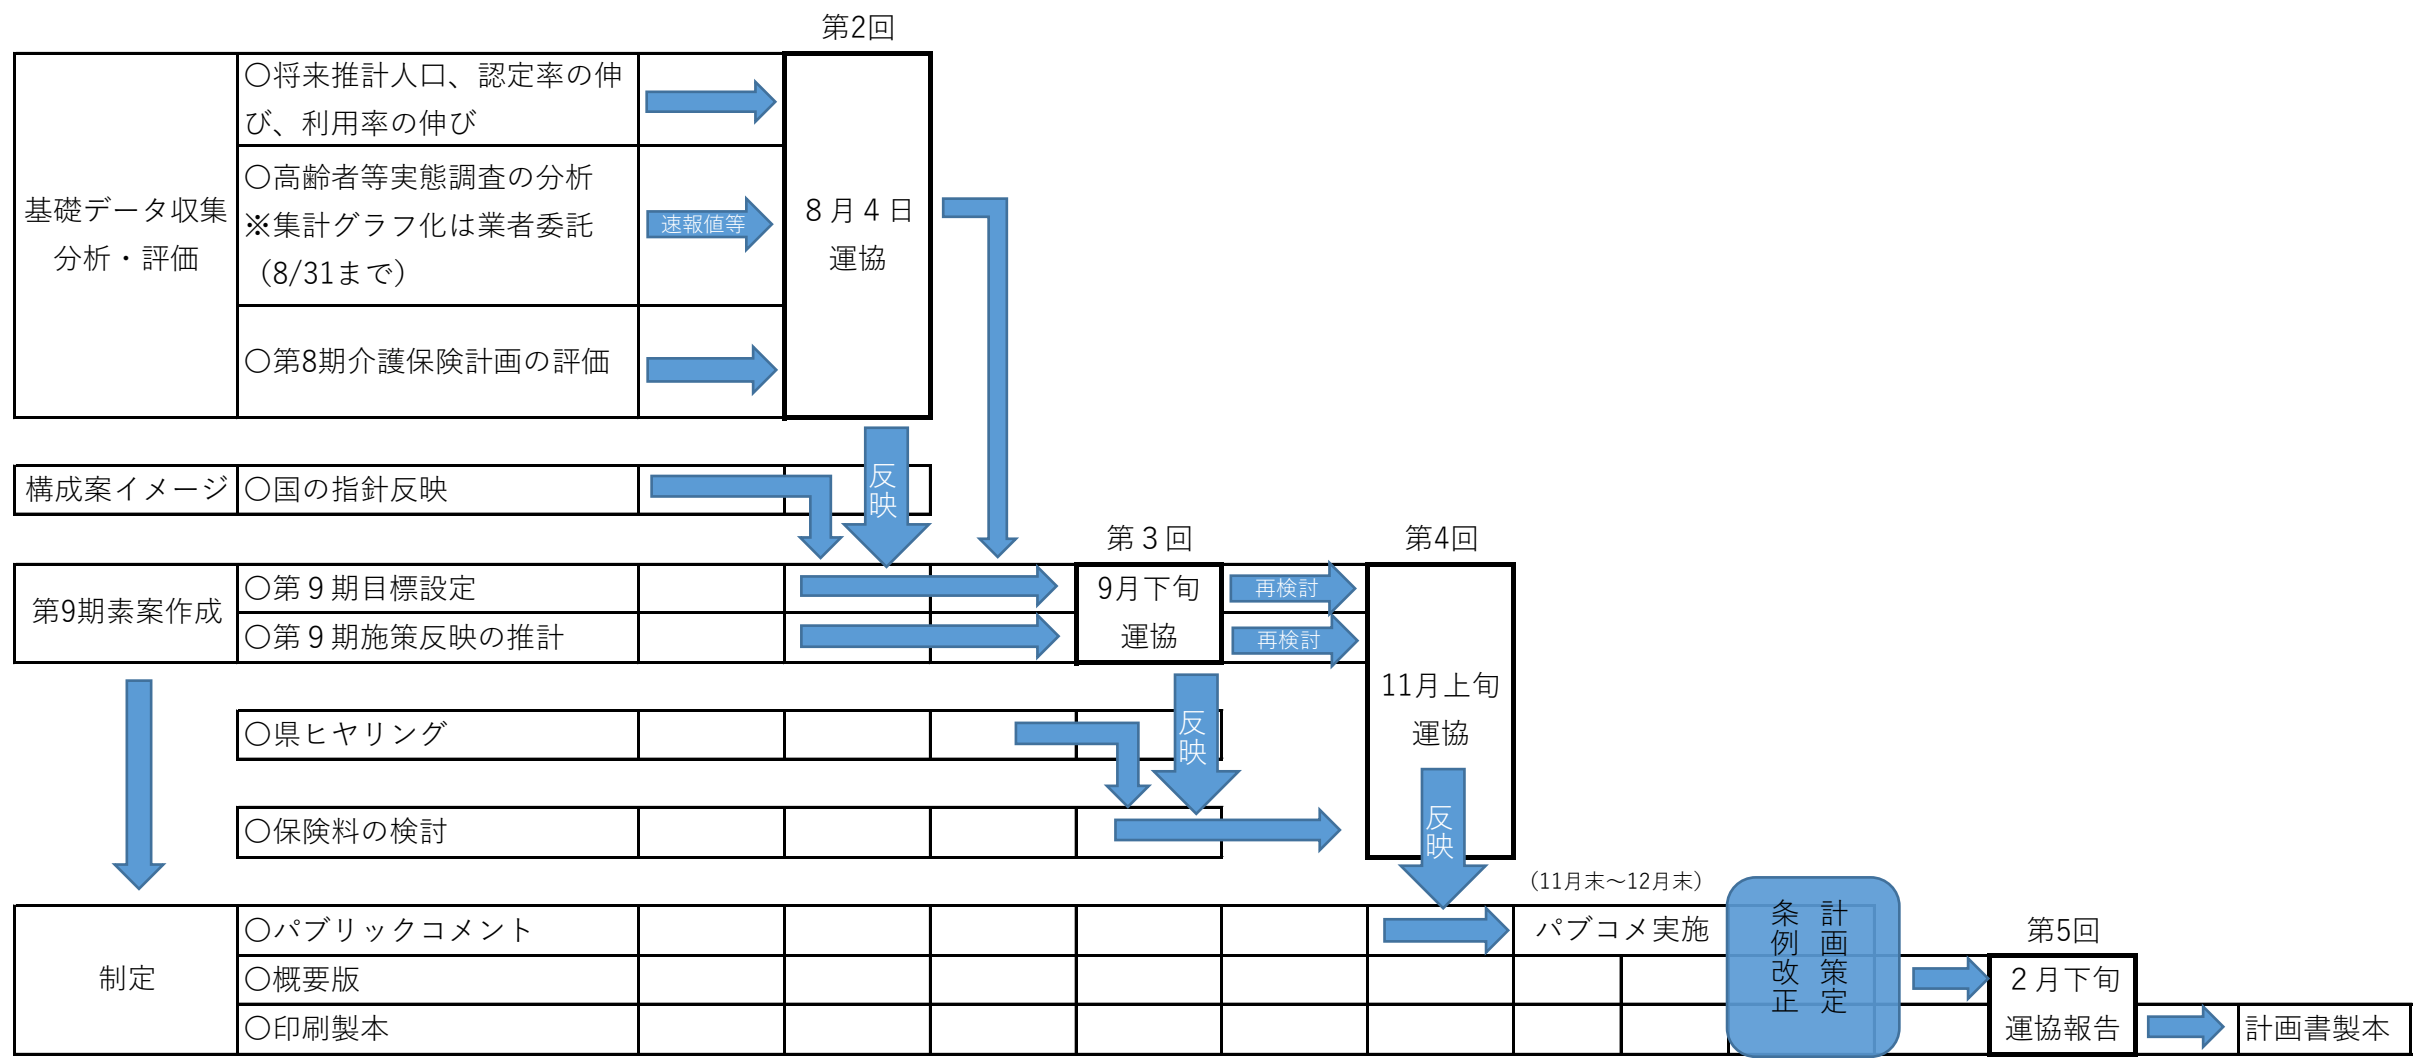 第2回
基礎データ収集
分析・評価
〇将来推計人口、認定率の伸
び、利用率の伸び
〇高齢者等実態調査の分析
※集計グラフ化は業者委託
（8/31まで）
速報値等
〇第8期介護保険計画の評価
８月４日
運協
構成案イメージ
〇国の指針反映
反映
第３回
第4回
第9期素案作成
〇第９期目標設定
〇第９期施策反映の推計
9月下旬
運協
再検討
再検討
11月上旬
運協
〇県ヒヤリング
反映
〇保険料の検討
反映
（11月末～12月末）
制定
〇パブリックコメント
パブコメ実施
計画策定
条例改正
第5回
〇概要版
２月下旬
運協報告
〇印刷製本
計画書製本